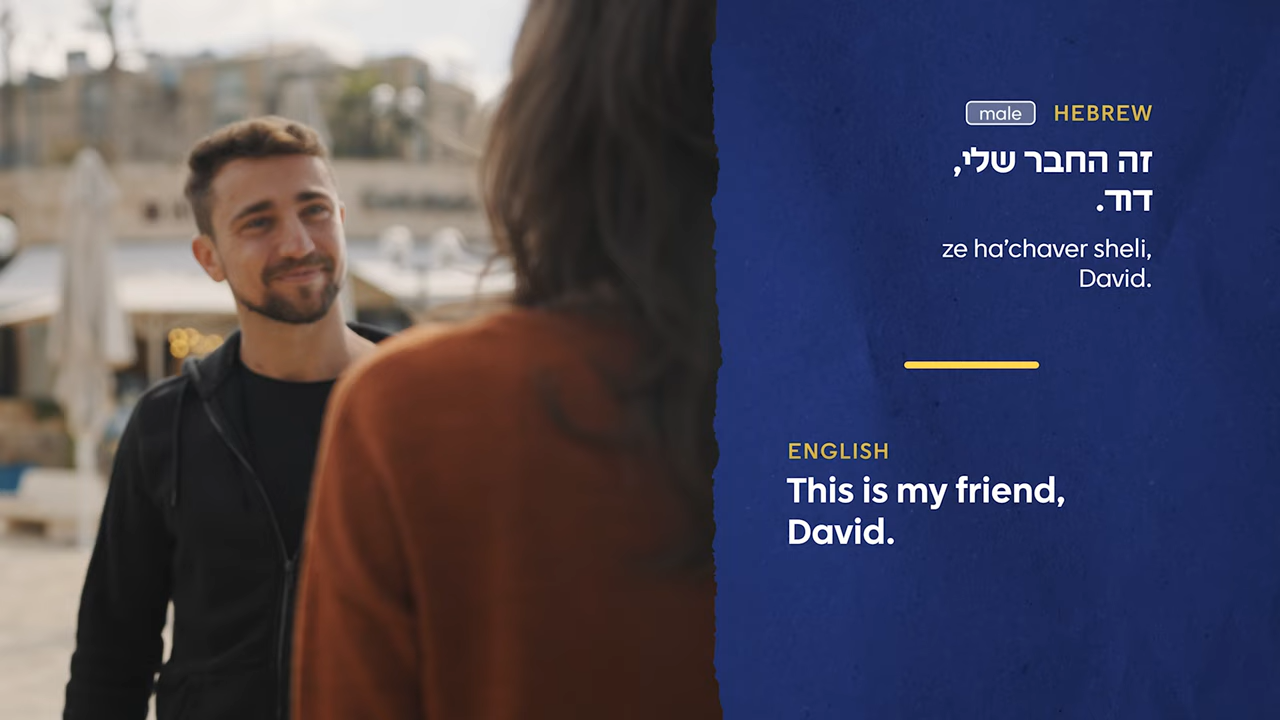 male HEBREW
זה החבר שלי,
דוד.
ze ha'chaver sheli,
David.
ENGLISH
This is my friend,
David.